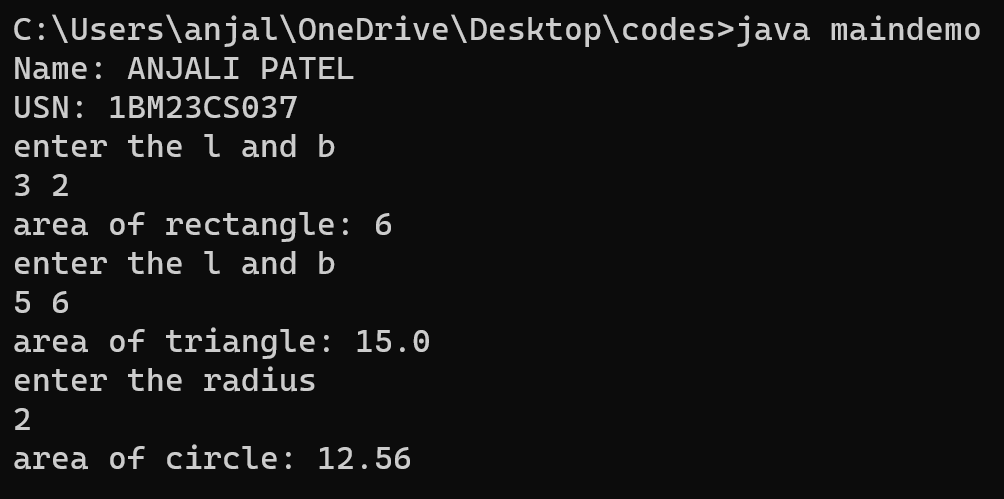 C:\Users\anjal\OneDrive\Desktop\codes>java maindemo
Name: ANJALI PATEL
USN: 1BM23CS037
enter the l and b
3 2
area of rectangle: 6
enter the l and b
5 6
area of triangle: 15.0
enter the radius
2
area of circle: 12.56